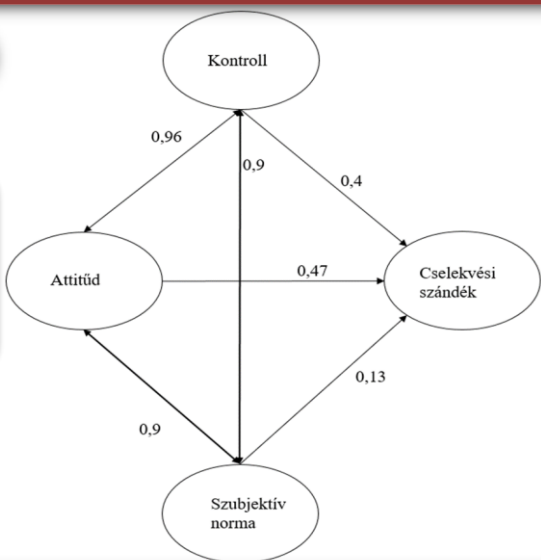 Kontroll
0,96
0,9
0,4
Attitűd
0,47
Cselekvési
szándék
0,13
0,9
Szubjektív
norma